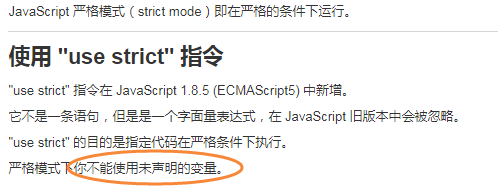 JavaScript 严格模式（strict mode）即在严格的条件下运行。
使用 "use strict" 指令
"use strict" 指令在 JavaScript 1.8.5 (ECMAScript5) 中新增。
它不是一条语句，但是是一个字面量表达式，在 JavaScript 旧版本中会被忽略。
"use strict" 的目的是指定代码在严格条件下执行。
严格模式下你不能使用未声明的变量。